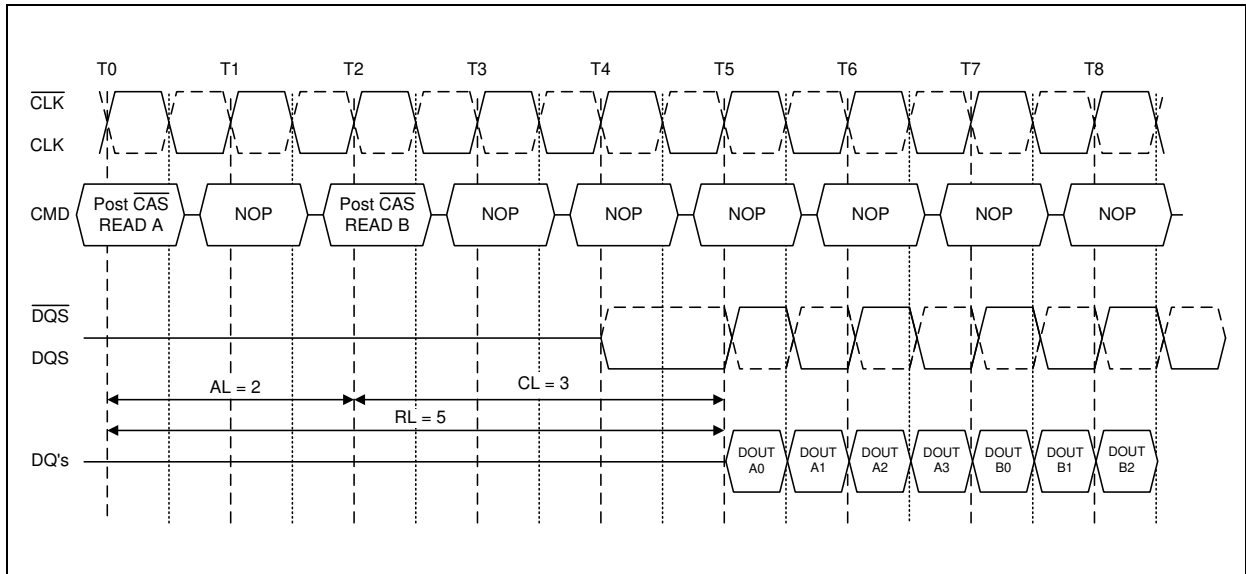 T0 T1 T2 T3 T4 T5 T6 T7 T8
CLK
CLK
CMD
Post CAS
READ A
NOP
Post CAS
READ B
NOP
NOP
NOP
NOP
NOP
NOP
DQS
DQS
AL = 2
CL = 3
RL = 5
DQ's
DOUT
A0
DOUT
A1
DOUT
A2
DOUT
A3
DOUT
B0
DOUT
B1
DOUT
B2